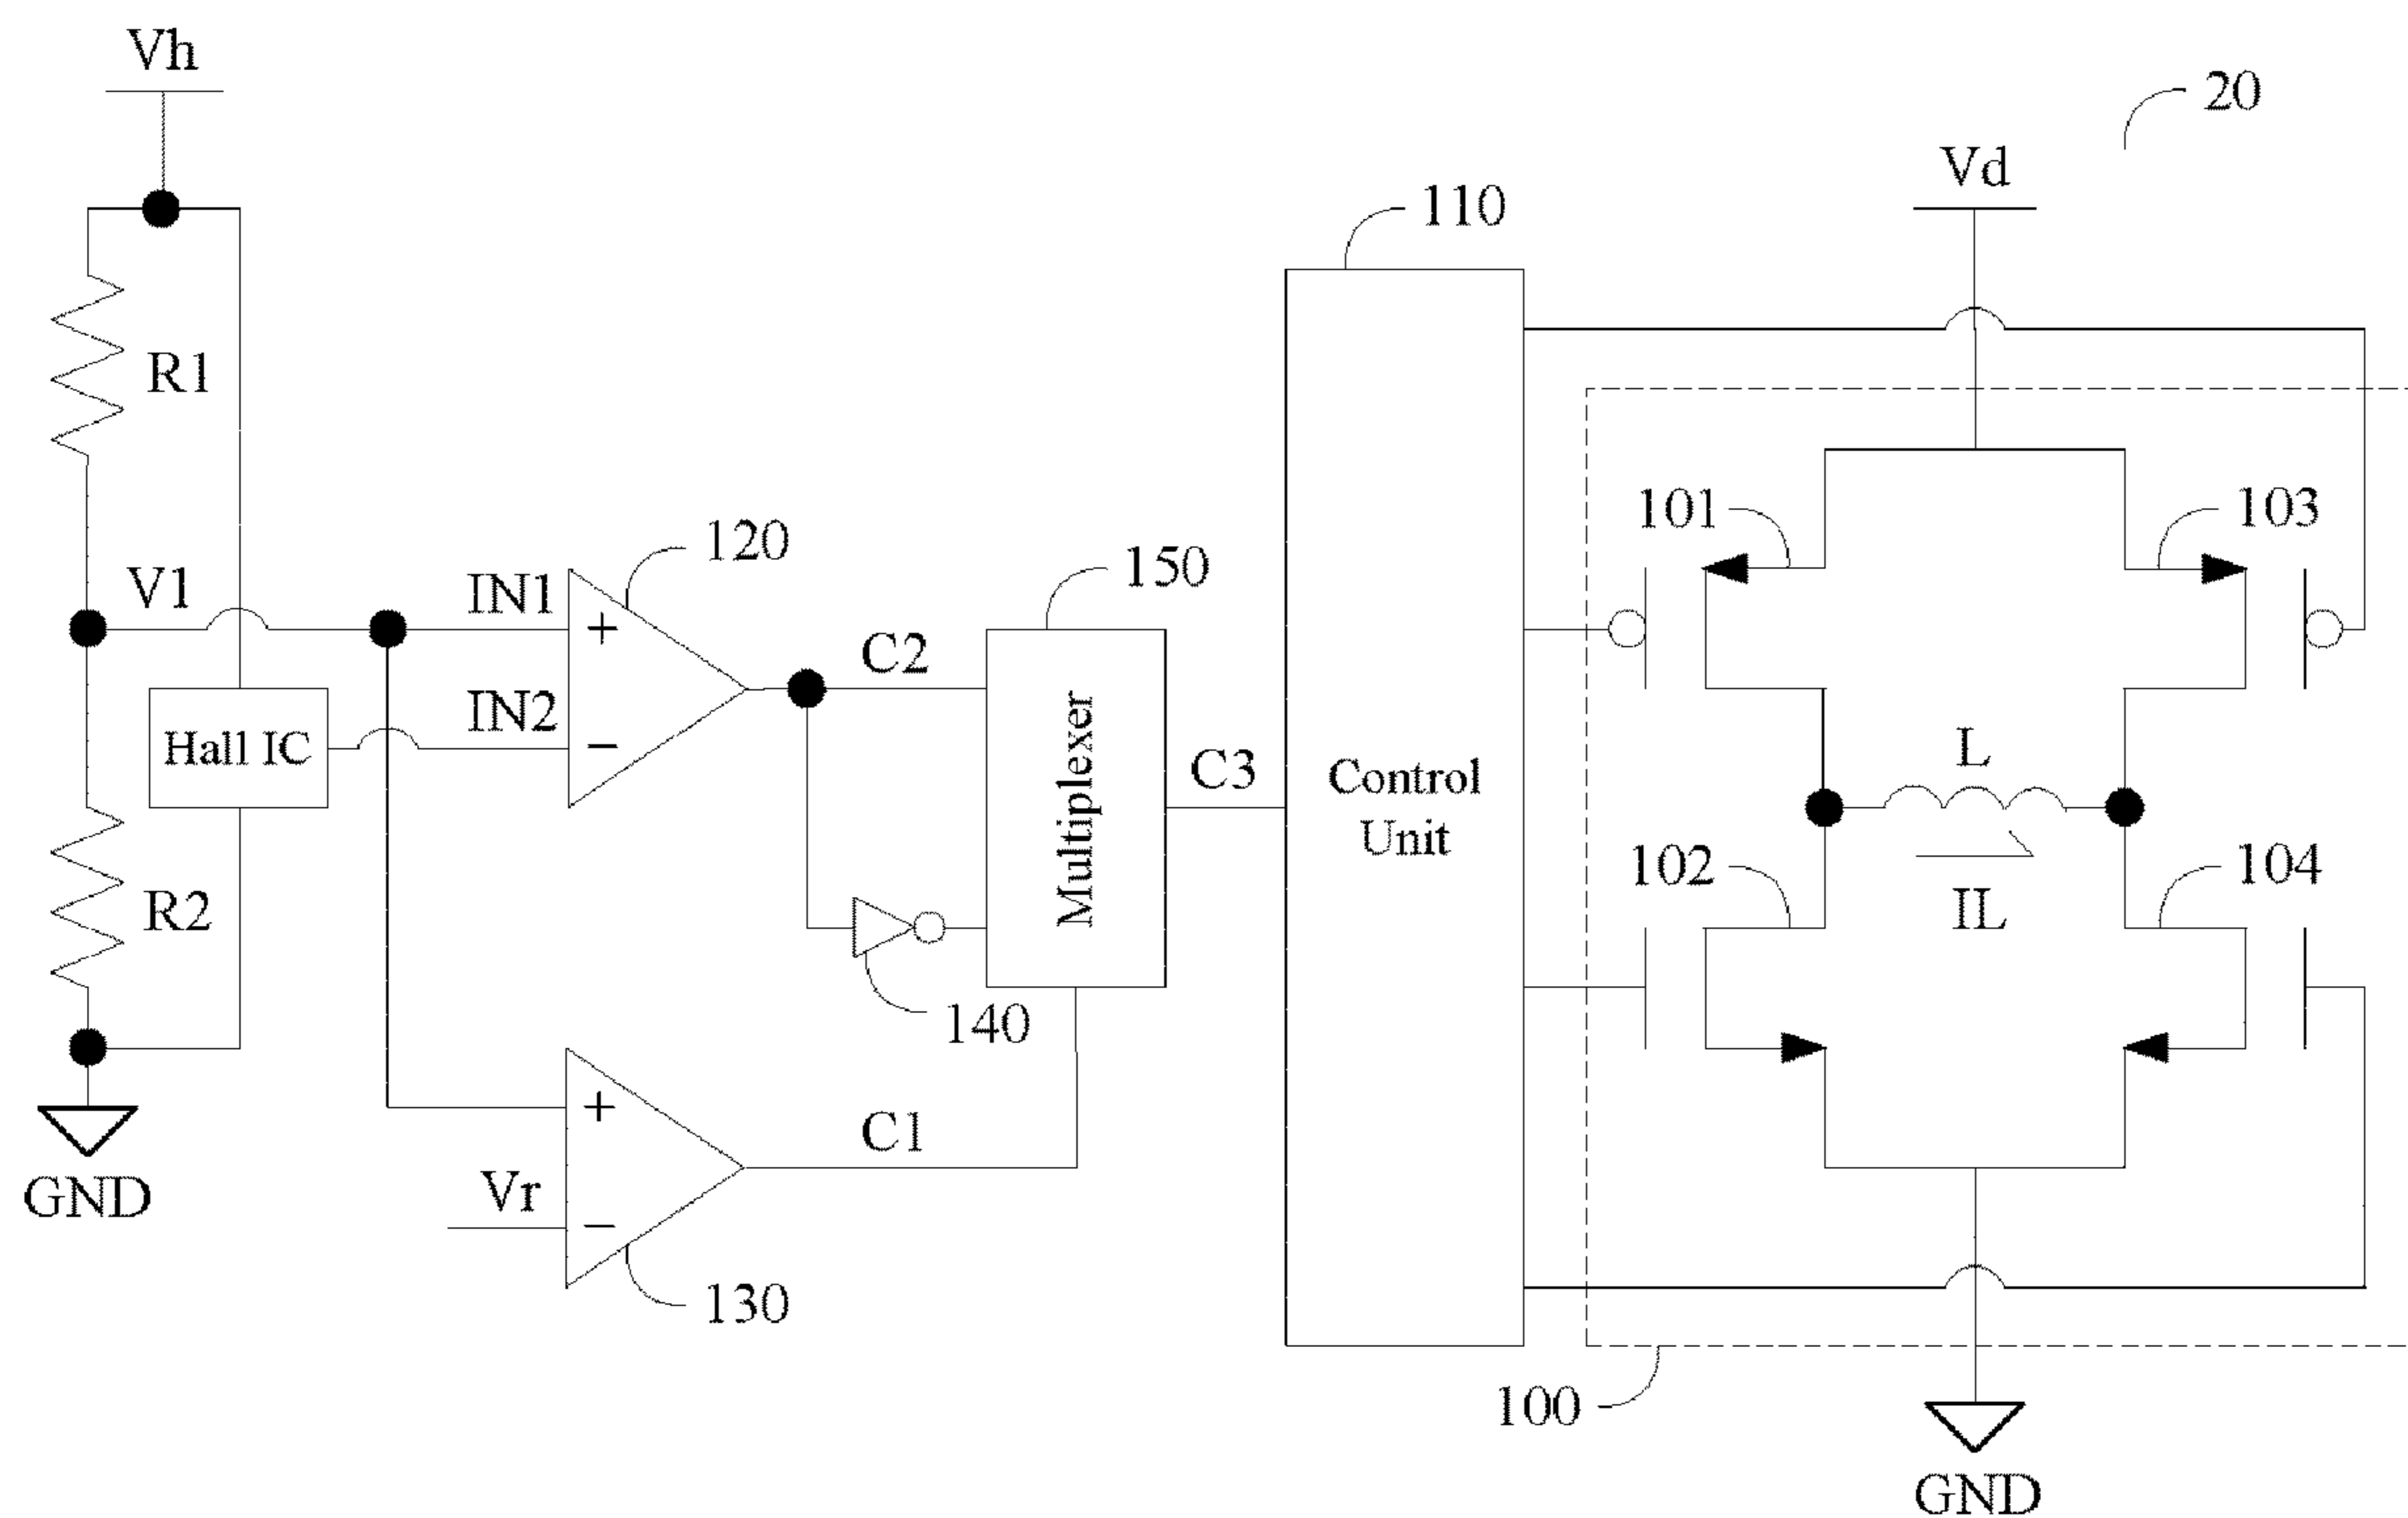 Vh
20
Vd
110
R1
101
103
120
V1
IN1
150
+
C2
IN2
Multiplexer
Hall IC
−
C3
Control
Unit
L
102
104
R2
IL
140
+
C1
GND
Vr
−
130
100
GND